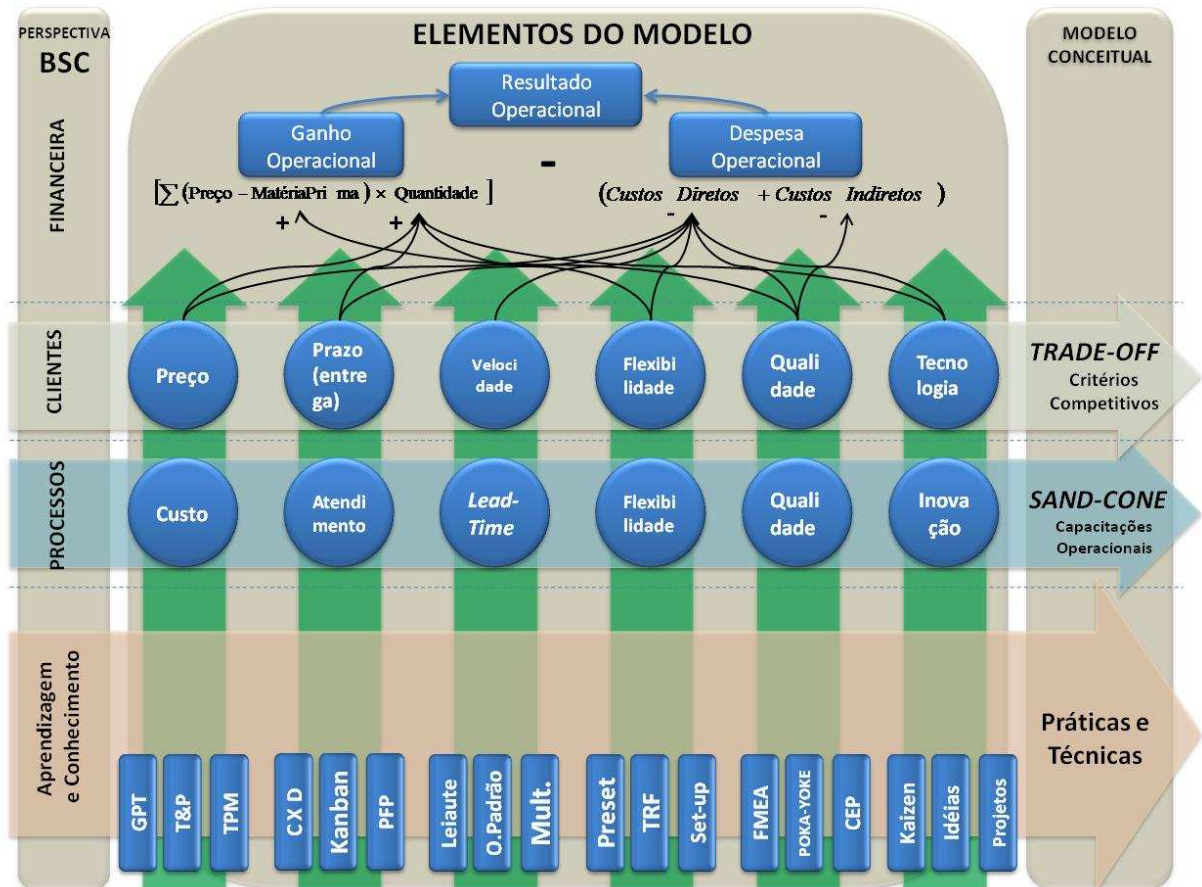 PERSPECTIVA
BSC
ELEMENTOS DO MODELO
MODELO
CONCEITUAL
FINANCEIRA
Resultado
Operacional
Ganho
Operacional
-
Despesa
Operacional
[∑(Preço – MatériaPri ma) × Quantidade ]
(Custos Diretos + Custos Indiretos )
+
+
-
-
CLIENTES
Preço
Prazo
(entre
ga)
Veloci
dade
Flexibi
lidade
Quali
dade
Tecno
logia
TRADE-OFF
Critérios
Competitivos
PROCESSOS
Custo
Atendi
mento
Lead-
Time
Flexibi
lidade
Quali
dade
Inova
ção
SAND-CONE
Capacitações
Operacionais
Aprendizagem
e Conhecimento
GPT
T&P
TPM
CX D
Kanban
PFP
Leiaute
O.Padrão
Mult.
Preset
TRF
Set-up
FMEA
POKA-YOKE
CEP
Kaizen
Idéias
Projetos
Práticas e
Técnicas